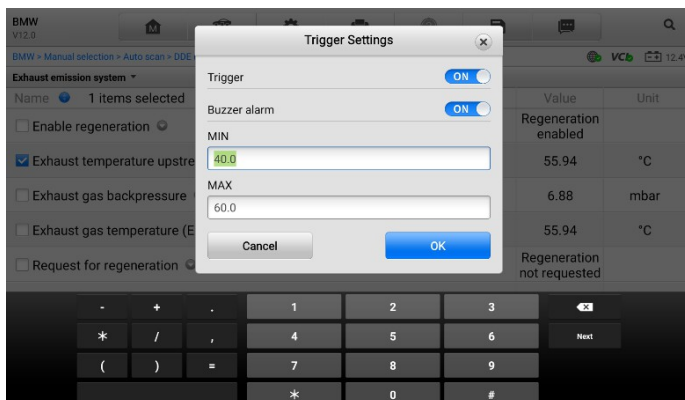 BMW
V12.0
BMW > Manual selection > Auto scan > DDE
VCI 12.4
Exhaust emission system
Name 1 items selected Value Unit
Enable regeneration Regeneration
enabled
Exhaust temperature upstre 55.94 °C
Exhaust gas backpressure 6.88 mbar
Exhaust gas temperature (E 55.94 °C
Request for regeneration Regeneration
not requested
Trigger Settings
Trigger ON
Buzzer alarm ON
MIN
40.0
MAX
60.0
Cancel OK
- + . 1 2 3
* / , 4 5 6 Next
( ) = 7 8 9
* 0 #